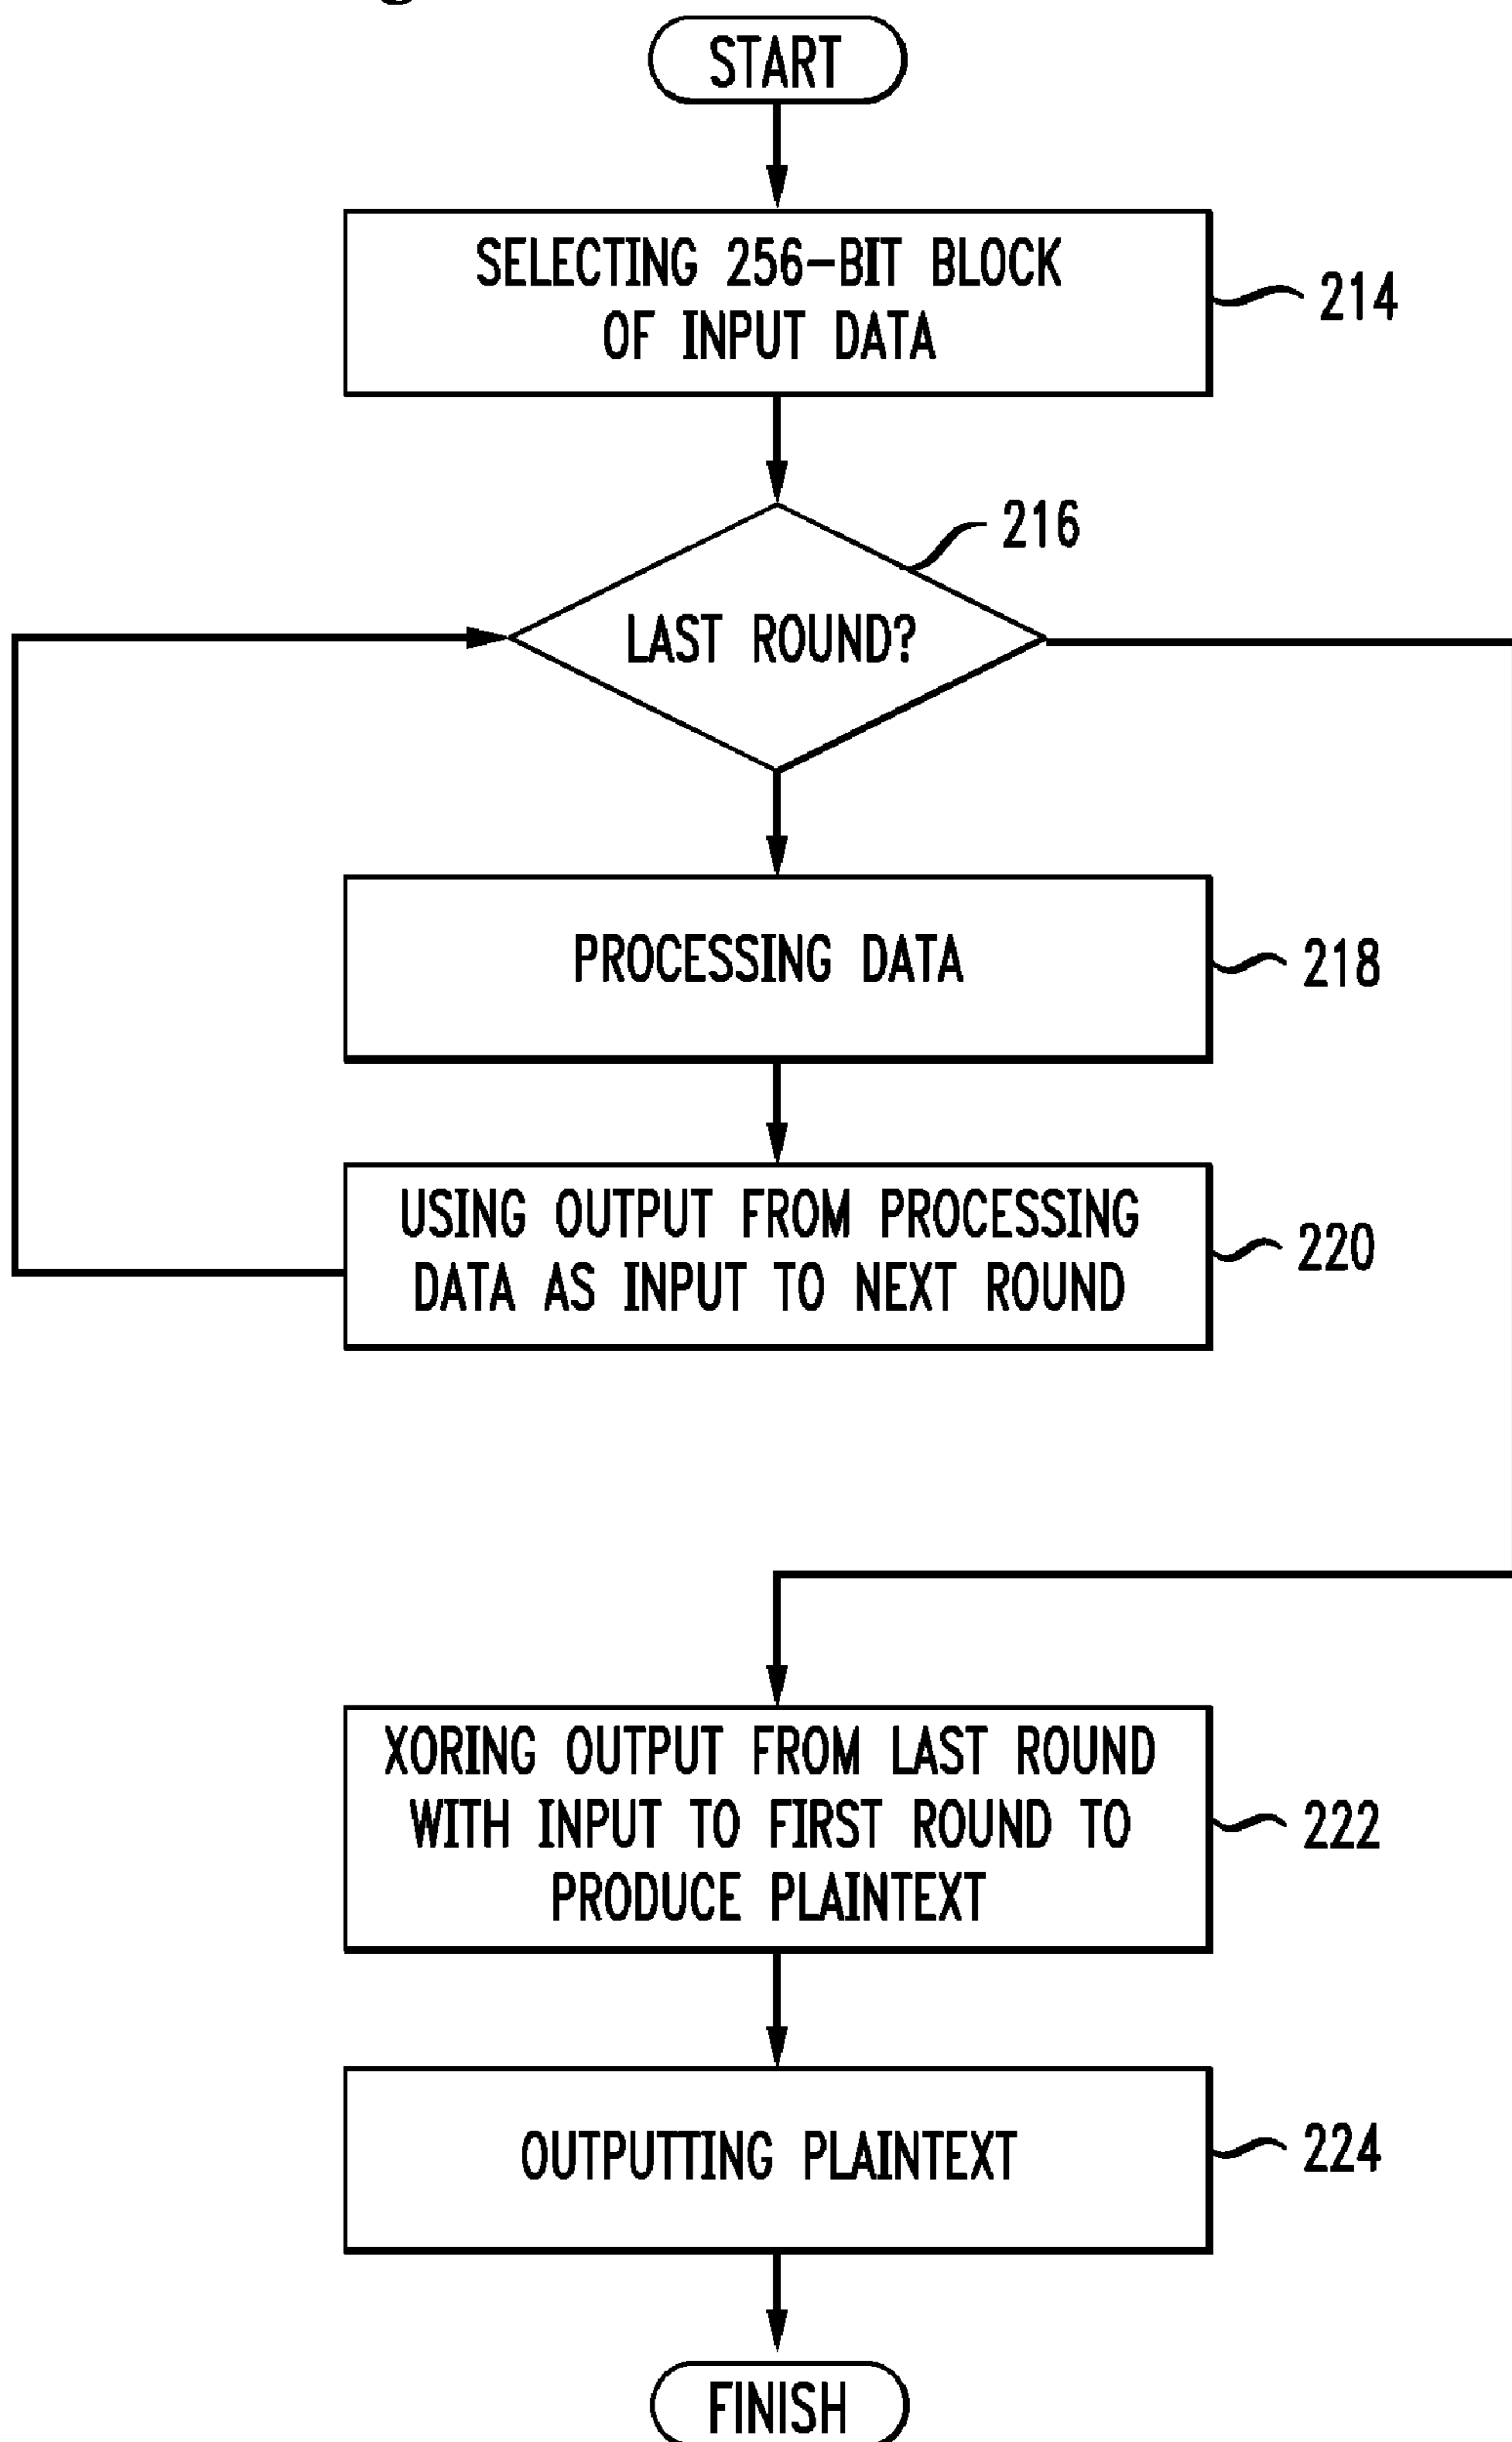 START
SELECTING 256-BIT BLOCK
OF INPUT DATA
214
216
LAST ROUND?
PROCESSING DATA
218
USING OUTPUT FROM PROCESSING
DATA AS INPUT TO NEXT ROUND
220
XORING OUTPUT FROM LAST ROUND
WITH INPUT TO FIRST ROUND TO
PRODUCE PLAINTEXT
222
OUTPUTTING PLAINTEXT
224
FINISH